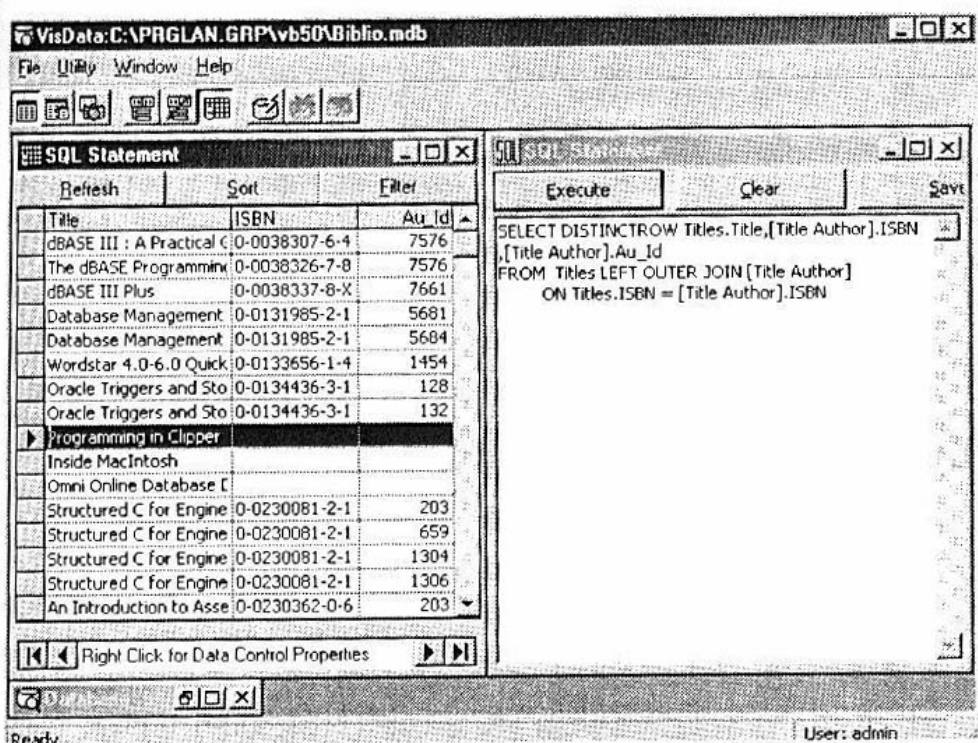 VisData:C:\PRGLAN.GRP\vb50\Biblio.mdb
File Utility Window Help
SQL Statement
Refresh Sort Filter
Title ISBN Au_Id
dBASE III : A Practical 0-0038307-6-4 7576
The dBASE Programming 0-0038326-7-8 7576
dBASE III Plus 0-0038337-8-X 7661
Database Management 0-0131985-2-1 5681
Database Management 0-0131985-2-1 5684
Wordstar 4.0-6.0 Quick 0-0133656-1-4 1454
Oracle Triggers and Sto 0-0134436-3-1 128
Oracle Triggers and Sto 0-0134436-3-1 132
Programming in Clipper
Inside MacIntosh
Omni Online Database D
Structured C for Engine 0-0230081-2-1 203
Structured C for Engine 0-0230081-2-1 659
Structured C for Engine 0-0230081-2-1 1304
Structured C for Engine 0-0230081-2-1 1306
An Introduction to Asse 0-0230362-0-6 203
Right Click for Data Control Properties
SQL Statement
Execute Clear Save
SELECT DISTINCTROW Titles.Title,[Title Author].ISBN
,[Title Author].Au_Id
FROM Titles LEFT OUTER JOIN [Title Author]
ON Titles.ISBN = [Title Author].ISBN
Ready
User: admin